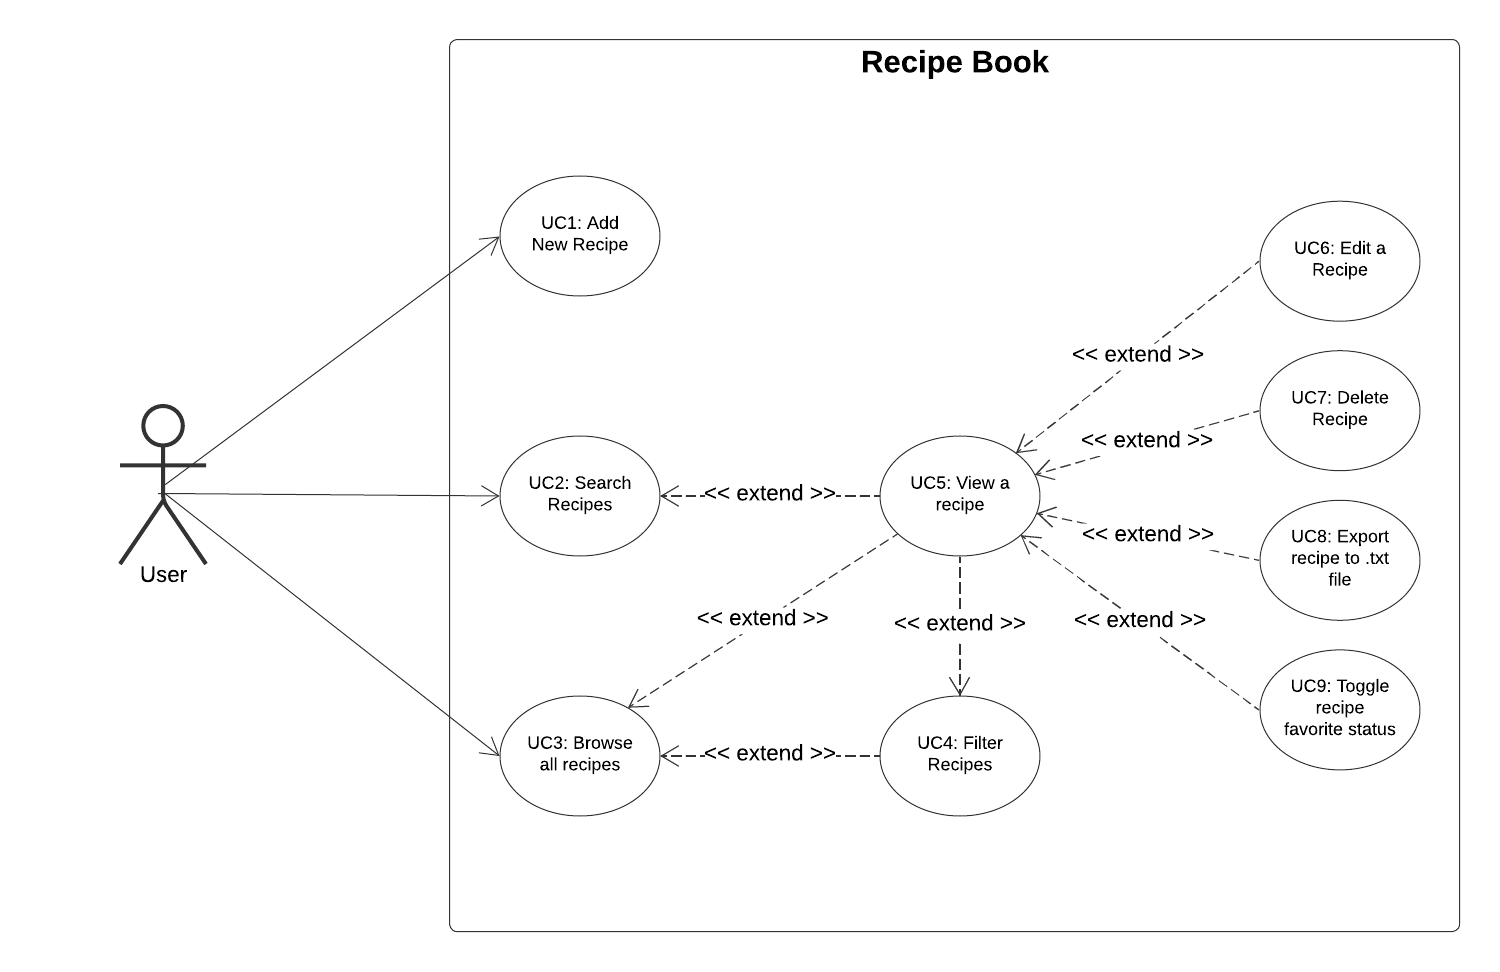 Recipe Book
UC1: Add
New Recipe
UC6: Edit a
Recipe
<< extend >>
UC7: Delete
Recipe
<< extend >>
UC2: Search
Recipes
<< extend >>
UC5: View a
recipe
<< extend >>
UC8: Export
recipe to .txt
file
User
<< extend >>
<< extend >>
<< extend >>
UC9: Toggle
recipe
favorite status
UC3: Browse
all recipes
<< extend >>
UC4: Filter
Recipes